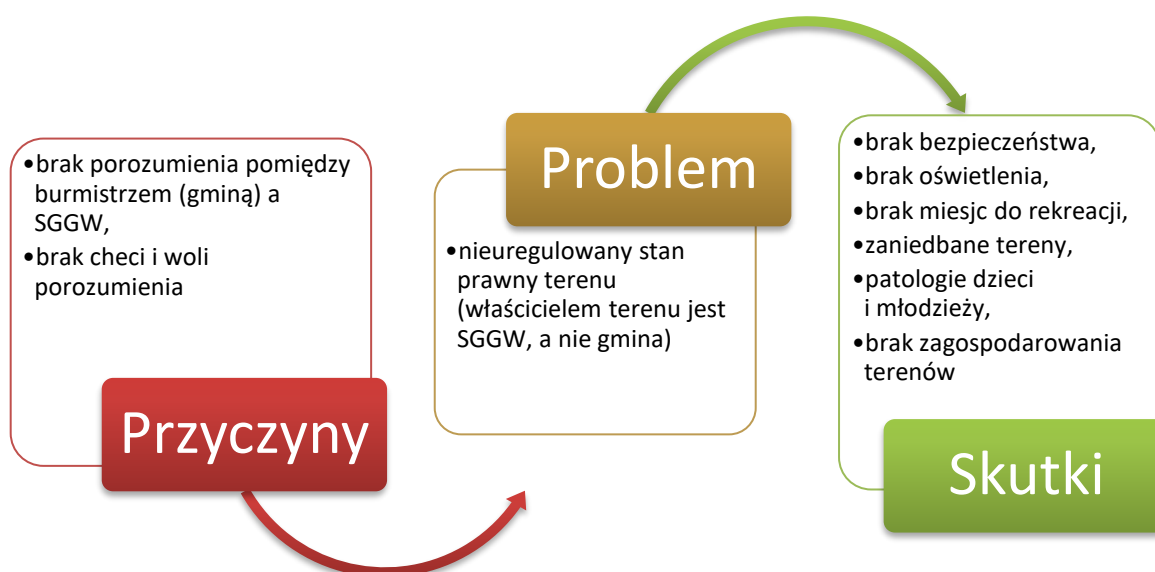 •brak porozumienia pomiędzy
burmistrzem (gminą) a
SGGW,
•brak checi i woli
porozumienia
Przyczyny
Problem
•nieuregulowany stan
prawny terenu
(właścicielem terenu jest
SGGW, a nie gmina)
•brak bezpieczeństwa,
•brak oświetlenia,
•brak miesjc do rekreacji,
•zaniedbane tereny,
•patologie dzieci
i młodzieży,
•brak zagospodarowania
terenów
Skutki